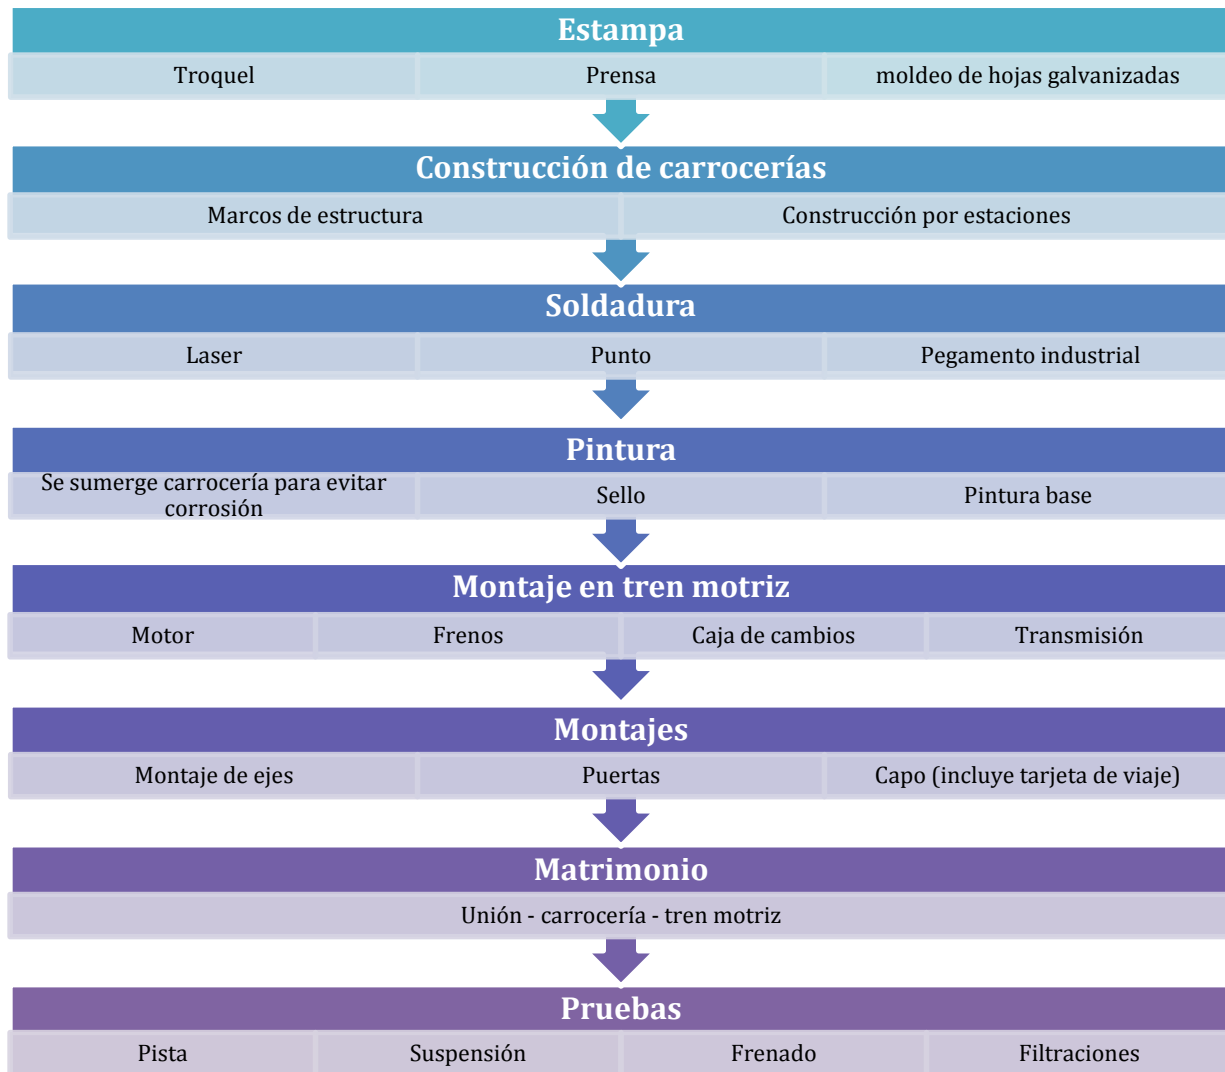 Estampa
Troquel
Prensa
moldeo de hojas galvanizadas
Construcción de carrocerías
Marcos de estructura
Construcción por estaciones
Soldadura
Laser
Punto
Pegamento industrial
Pintura
Se sumerge carrocería para evitar
corrosión
Sello
Pintura base
Montaje en tren motriz
Motor
Frenos
Caja de cambios
Transmisión
Montajes
Montaje de ejes
Puertas
Capo (incluye tarjeta de viaje)
Matrimonio
Unión - carrocería - tren motriz
Pruebas
Pista
Suspensión
Frenado
Filtraciones